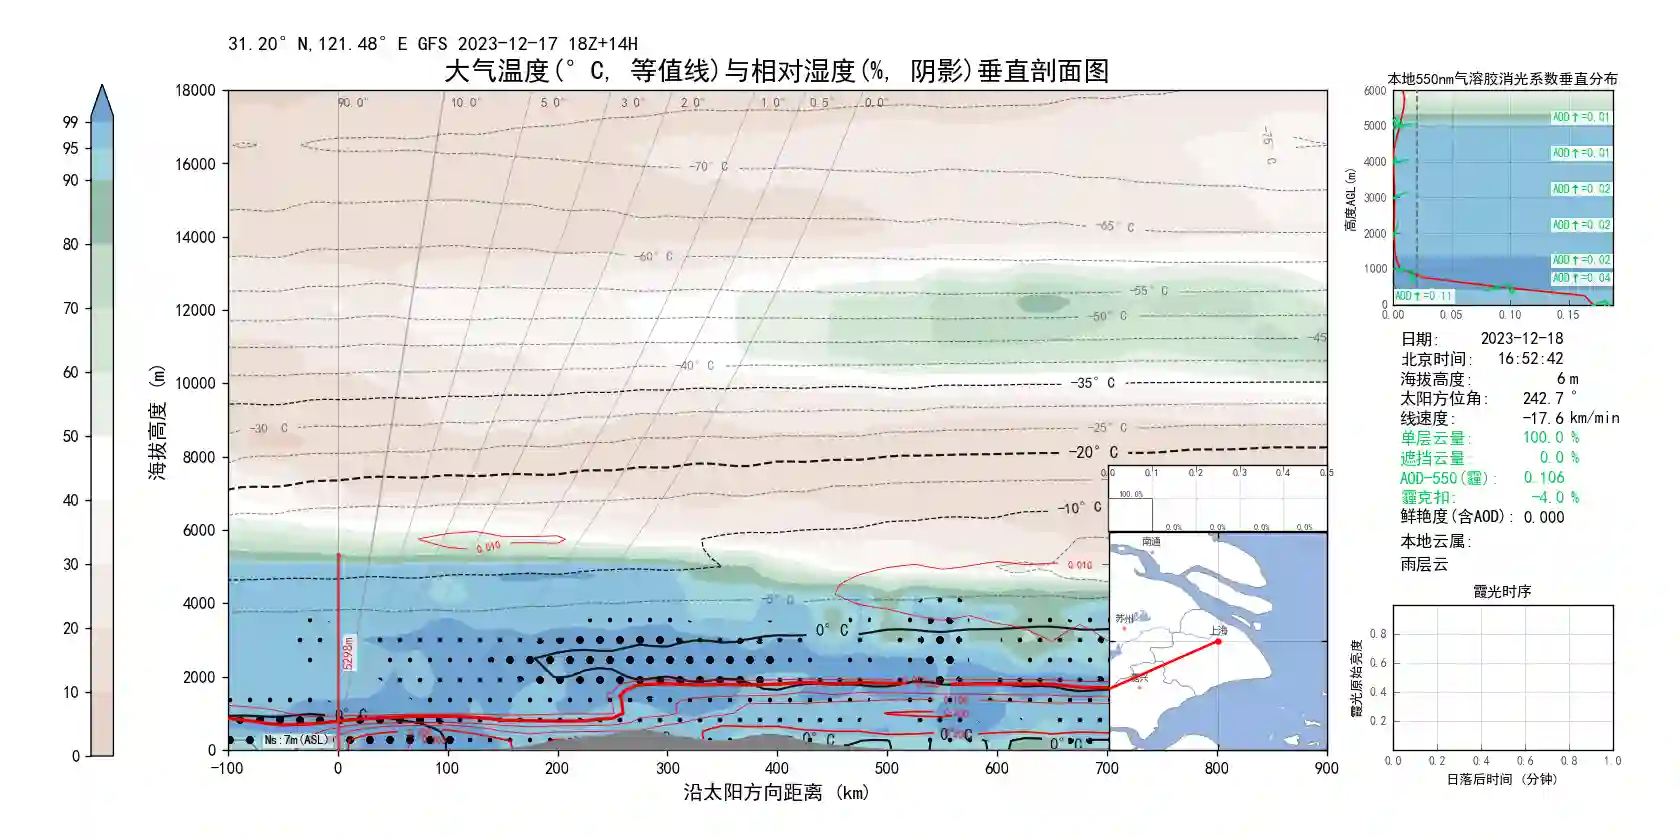 31.20° N,121.48° E GFS 2023-12-17 18Z+14H
大气温度(° C, 等值线)与相对湿度(%, 阴影)垂直剖面图
99
95
90
80
70
60
50
40
30
20
10
0
海拔高度 (m)
18000
16000
14000
12000
10000
8000
6000
4000
2000
0
90.0° 10.0° 5.0° 3.0° 2.0° 1.0° 0.5° 0.0°
-75° C
-70° C
-65° C
-60° C
-55° C
-50° C
-45
-40° C
-35° C
-30 C
-25° C
-20° C
-10° C
-5° C
0° C
0.010
0.010
5298m
Ns:7m(ASL)
0° C
0° C
0.100
-100 0 100 200 300 400 500 600 700 800 900
沿太阳方向距离 (km)
0.0 0.1 0.2 0.3 0.4 0.5
100.0%
0.0% 0.0% 0.0% 0.0%
南通
苏州
上海
本地550nm气溶胶消光系数垂直分布
高度AGL(m)
6000
5000
4000
3000
2000
1000
0
AOD↑=0.01
AOD↑=0.01
AOD↑=0.02
AOD↑=0.02
AOD↑=0.02
AOD↑=0.04
AOD↑=0.11
0.00 0.05 0.10 0.15
日期: 2023-12-18
北京时间: 16:52:42
海拔高度: 6 m
太阳方位角: 242.7 °
线速度: -17.6 km/min
单层云量: 100.0 %
遮挡云量: 0.0 %
AOD-550(霾): 0.106
霾克扣: -4.0 %
鲜艳度(含AOD): 0.000
本地云属:
雨层云
霞光时序
霞光原始亮度
0.8
0.6
0.4
0.2
0.0 0.2 0.4 0.6 0.8 1.0
日落后时间 (分钟)